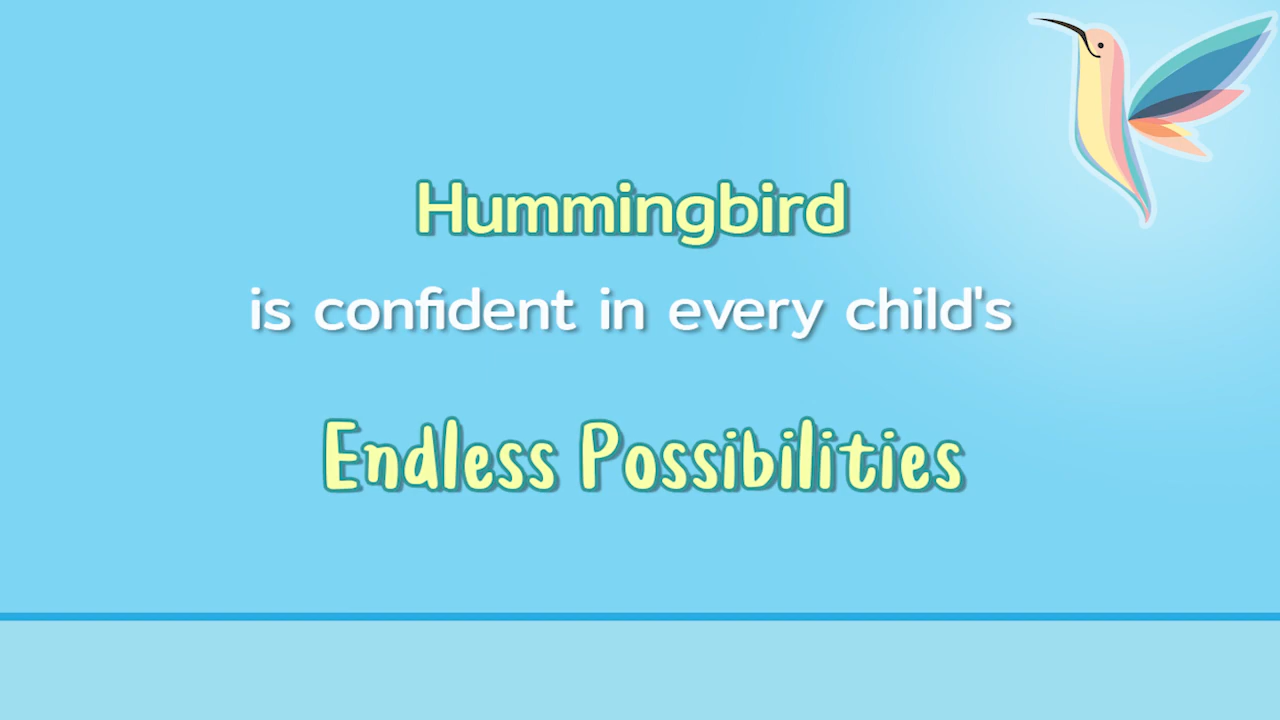 Hummingbird
is confident in every child's
Endless Possibilities